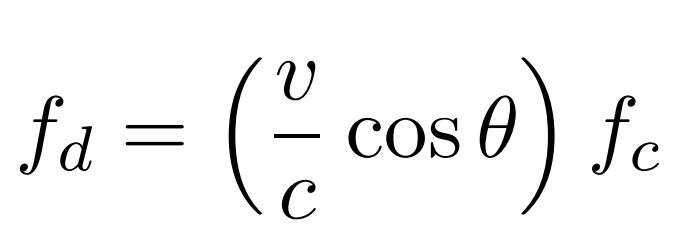 f_d = \left( \frac{v}{c} \cos\theta \right) f_c